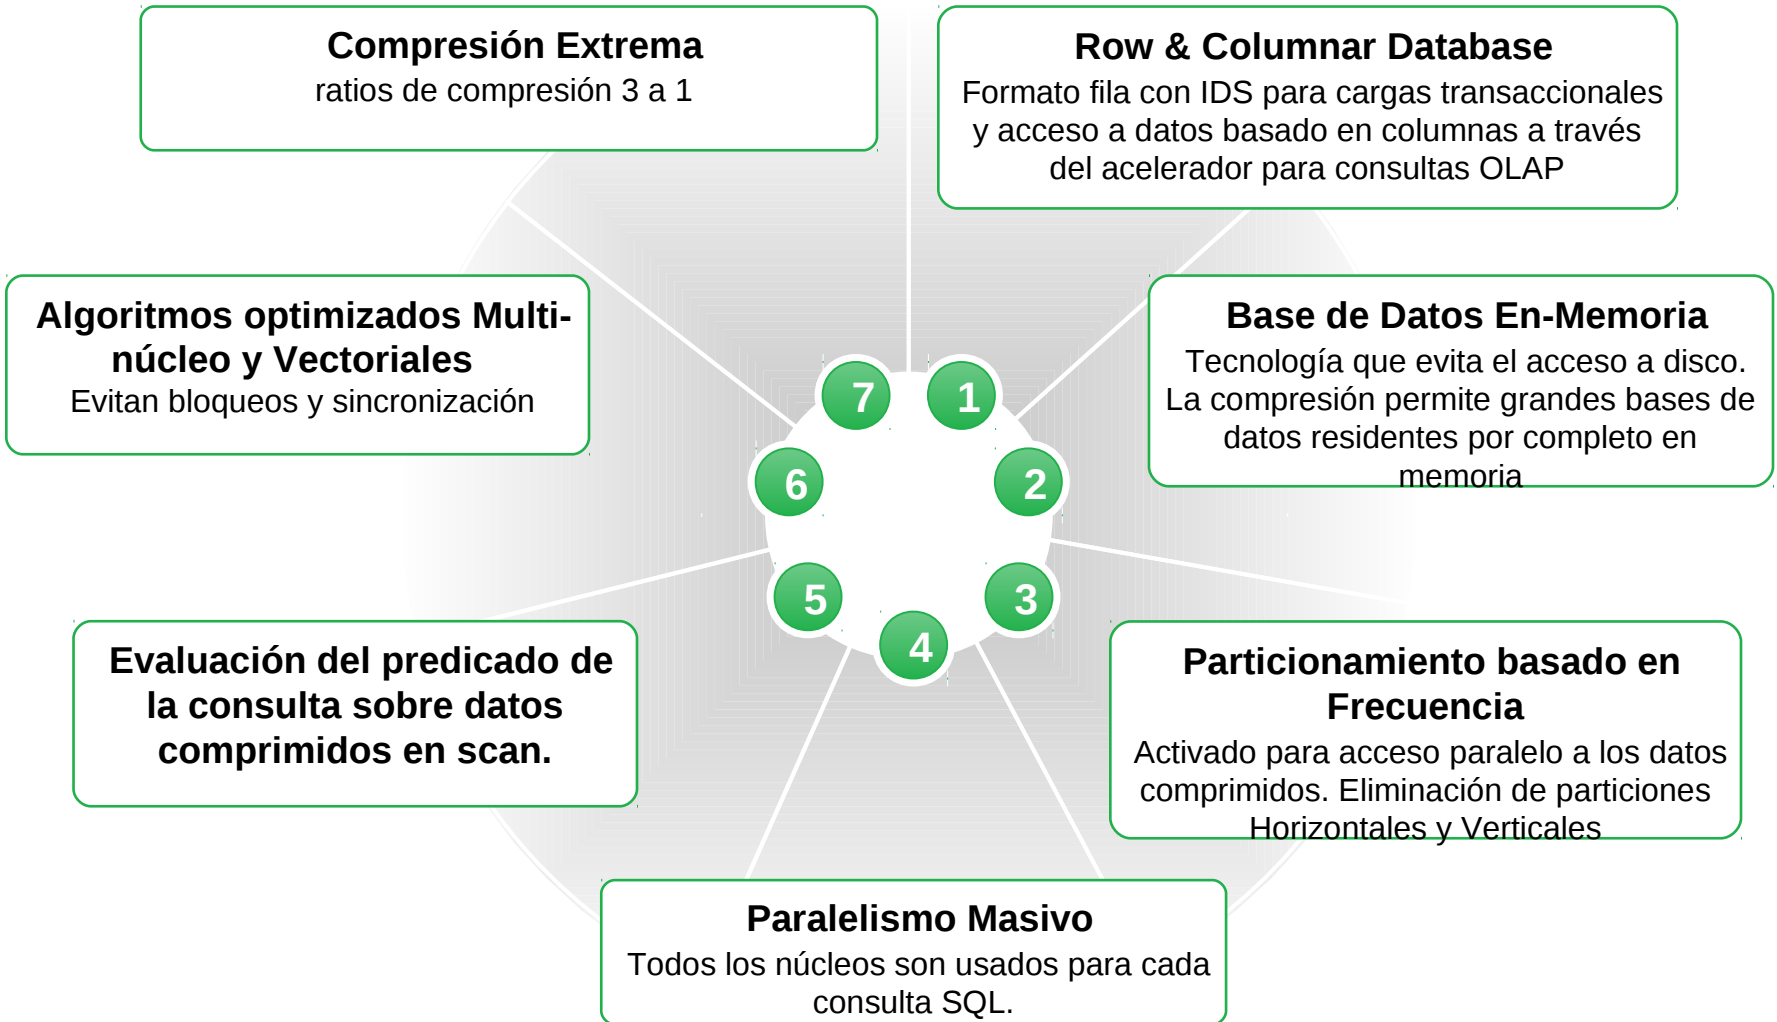 Compresión Extrema
ratios de compresión 3 a 1
Row & Columnar Database
Formato fila con IDS para cargas transaccionales
y acceso a datos basado en columnas a través
del acelerador para consultas OLAP
Algoritmos optimizados Multi-
núcleo y Vectoriales
Evitan bloqueos y sincronización
Base de Datos En-Memoria
Tecnología que evita el acceso a disco.
La compresión permite grandes bases de
datos residentes por completo en
memoria
7
1
6
2
5
3
4
Evaluación del predicado de
la consulta sobre datos
comprimidos en scan.
Particionamiento basado en
Frecuencia
Activado para acceso paralelo a los datos
comprimidos. Eliminación de particiones
Horizontales y Verticales
Paralelismo Masivo
Todos los núcleos son usados para cada
consulta SQL.